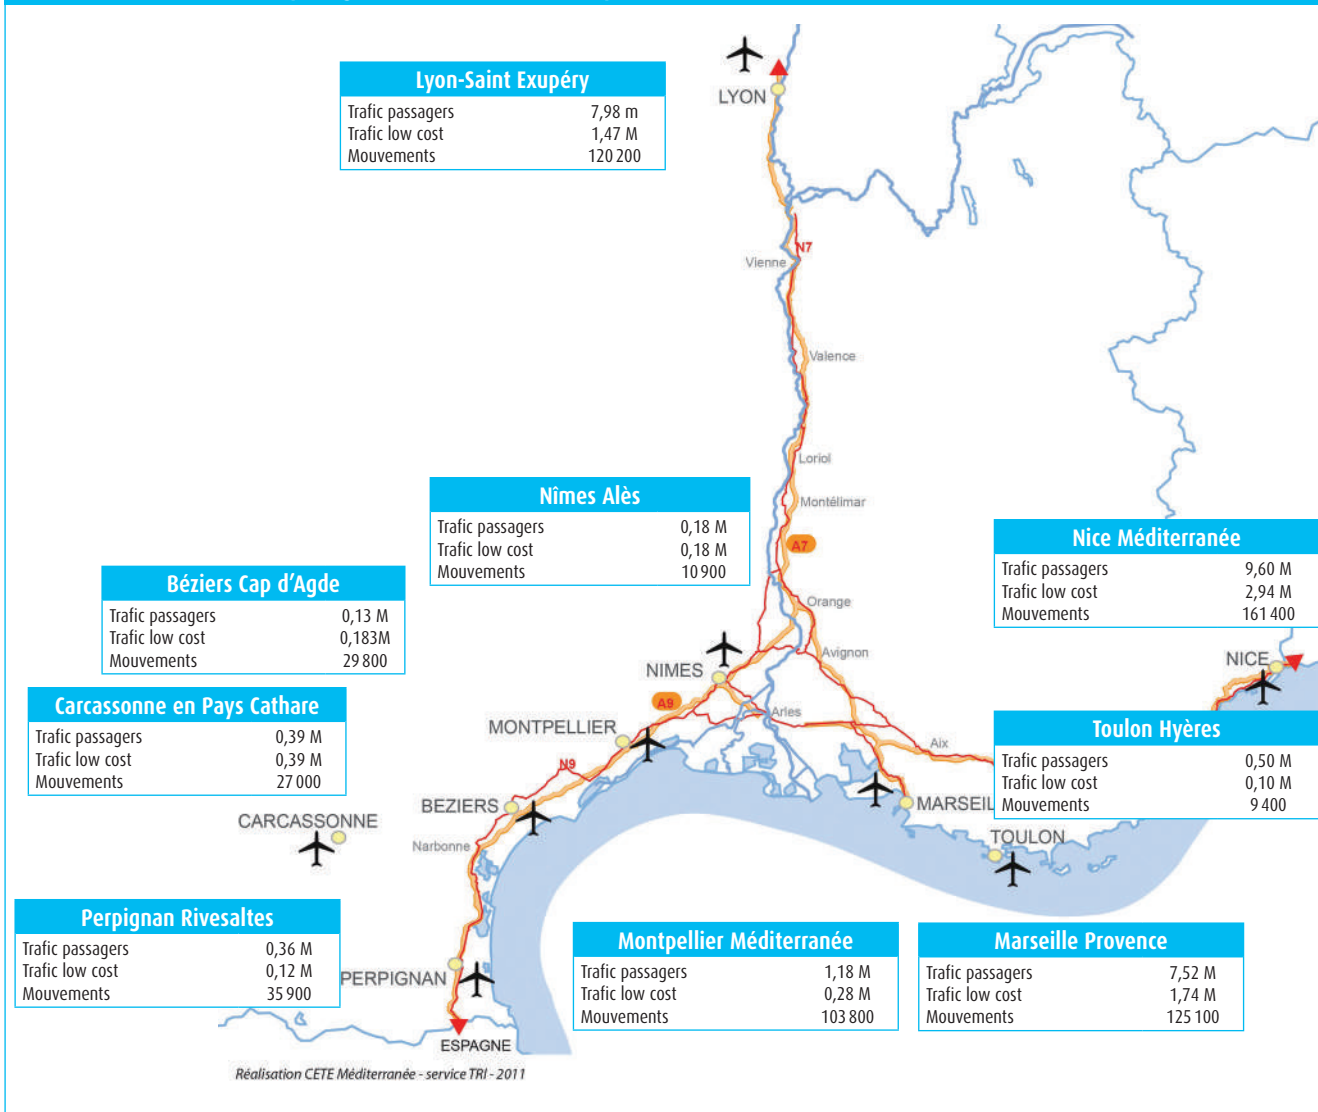 Lyon-Saint Exupéry
Trafic passagers 7,98 m
Trafic low cost 1,47 M
Mouvements 120 200
LYON
N7
Vienne
Valence
Loriol
Montélimar
A7
Orange
Avignon
Nîmes Alès
Trafic passagers 0,18 M
Trafic low cost 0,18 M
Mouvements 10 900
Nice Méditerranée
Trafic passagers 9,60 M
Trafic low cost 2,94 M
Mouvements 161 400
Béziers Cap d'Agde
Trafic passagers 0,13 M
Trafic low cost 0,183M
Mouvements 29 800
NIMES
NICE
A9
Arles
Carcassonne en Pays Cathare
Trafic passagers 0,39 M
Trafic low cost 0,39 M
Mouvements 27 000
MONTPELLIER
Aix
Toulon Hyères
Trafic passagers 0,50 M
Trafic low cost 0,10 M
Mouvements 9 400
N9
BEZIERS
MARSEIL
CARCASSONNE
Narbonne
TOULON
Perpignan Rivesaltes
Trafic passagers 0,36 M
Trafic low cost 0,12 M
Mouvements 35 900
PERPIGNAN
Montpellier Méditerranée
Trafic passagers 1,18 M
Trafic low cost 0,28 M
Mouvements 103 800
Marseille Provence
Trafic passagers 7,52 M
Trafic low cost 1,74 M
Mouvements 125 100
ESPAGNE
Réalisation CETE Méditerranée - service TRI - 2011